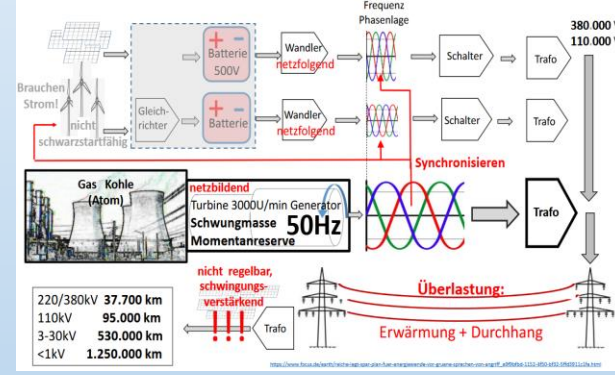 Frequenz
Phasenlage
380.000
110.000
+ -
Batterie
500V
Wandler
netzfolgend
Schalter
Trafo
Brauchen
Strom!
nicht
schwarzstartfähig
Gleich-
richter
+ -
Batterie
Wandler
netzfolgend
Schalter
Trafo
Synchronisieren
Gas Kohle
(Atom)
netzbildend
Turbine 3000U/min Generator
Schwungmasse
Momentanreserve
50Hz
Trafo
nicht regelbar,
schwingungs-
verstärkend
!!!
Trafo
Überlastung:
Erwärmung + Durchhang
220/380kV 37.700 km
110kV 95.000 km
3-30kV 530.000 km
<1kV 1.250.000 km